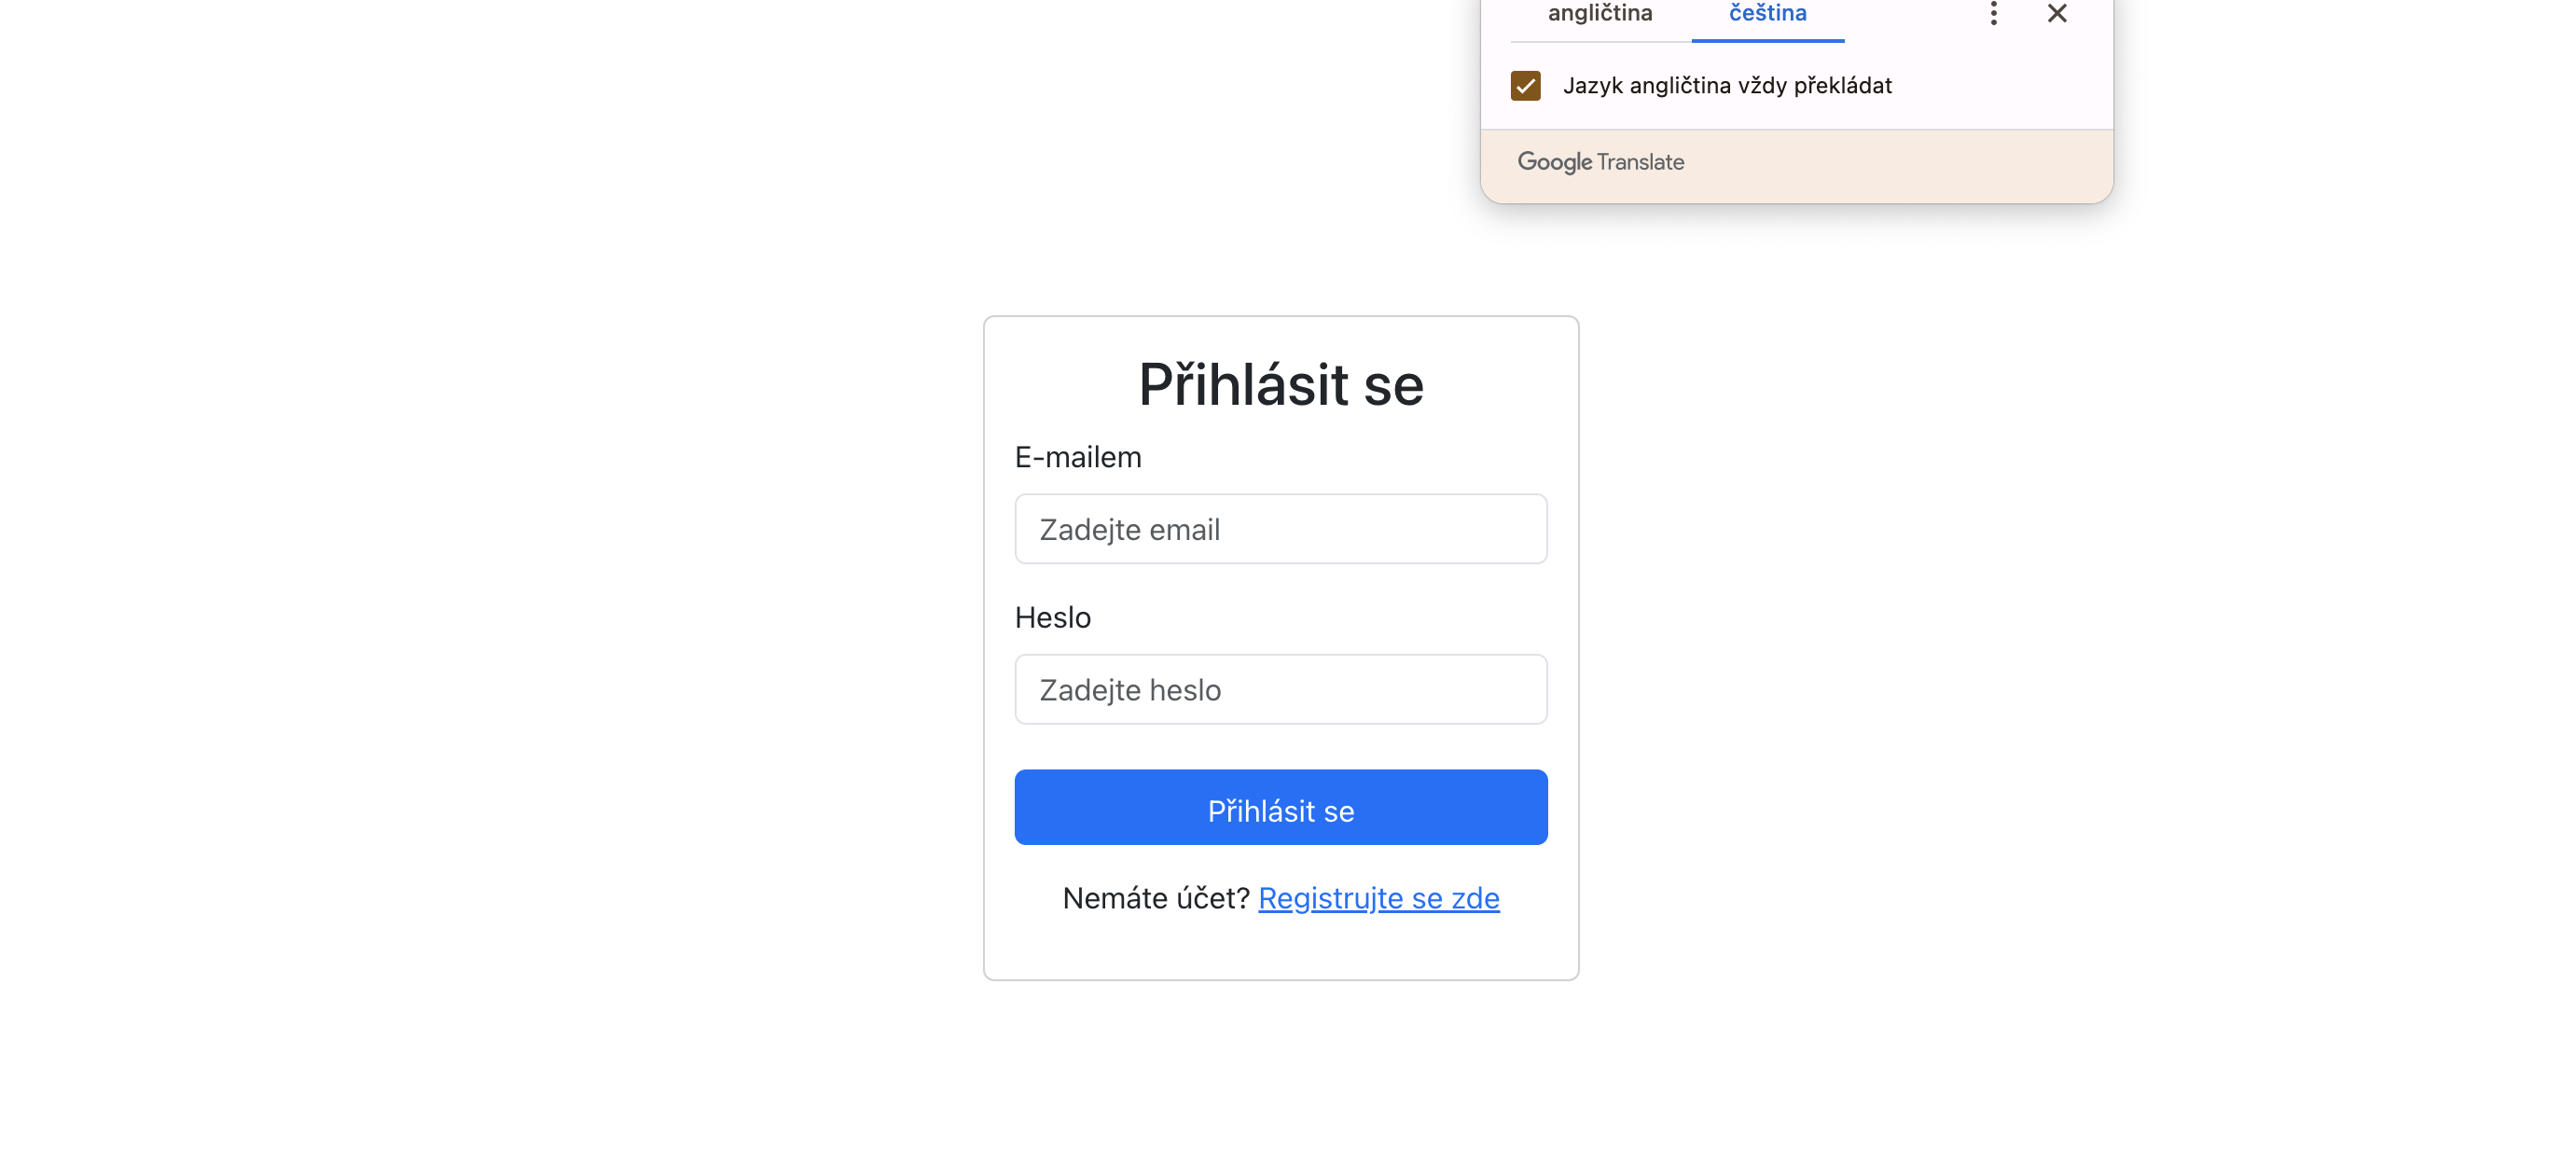 angličtina čeština
Jazyk angličtina vždy překládat
Google Translate
Přihlásit se
E-mailem
Zadejte email
Heslo
Zadejte heslo
Přihlásit se
Nemáte účet? Registrujte se zde